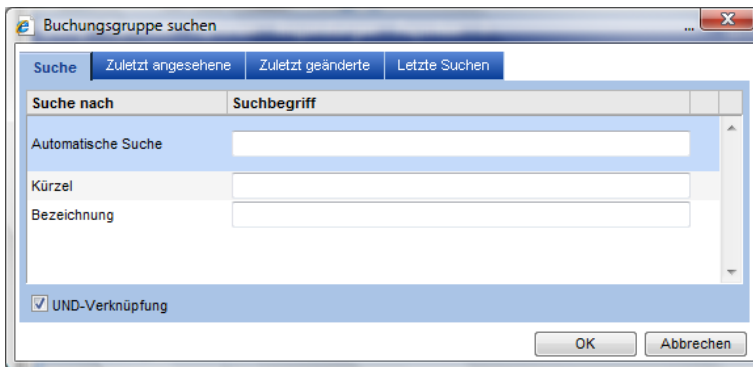 Buchungsgruppe suchen
...
Suche Zuletzt angesehene Zuletzt geänderte Letzte Suchen
Suche nach Suchbegriff
Automatische Suche
Kürzel
Bezeichnung
UND-Verknüpfung
OK Abbrechen